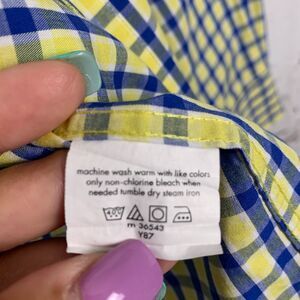 machine wash warm with like colors
only non-chlorine bleach when
needed tumble dry steam iron
m 36543
Y87